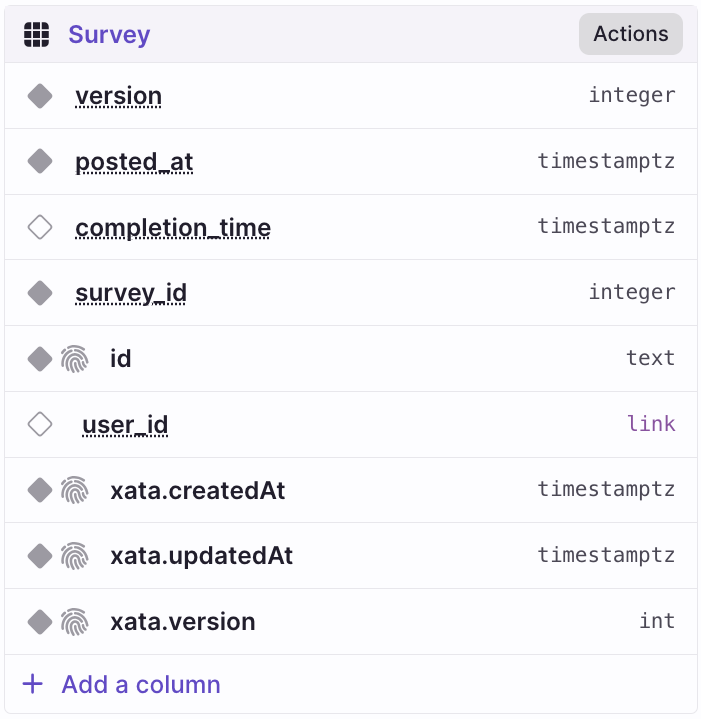 Survey Actions
version integer
posted_at timestamptz
completion_time timestamptz
survey_id integer
id text
user_id link
xata.createdAt timestamptz
xata.updatedAt timestamptz
xata.version int
+ Add a column